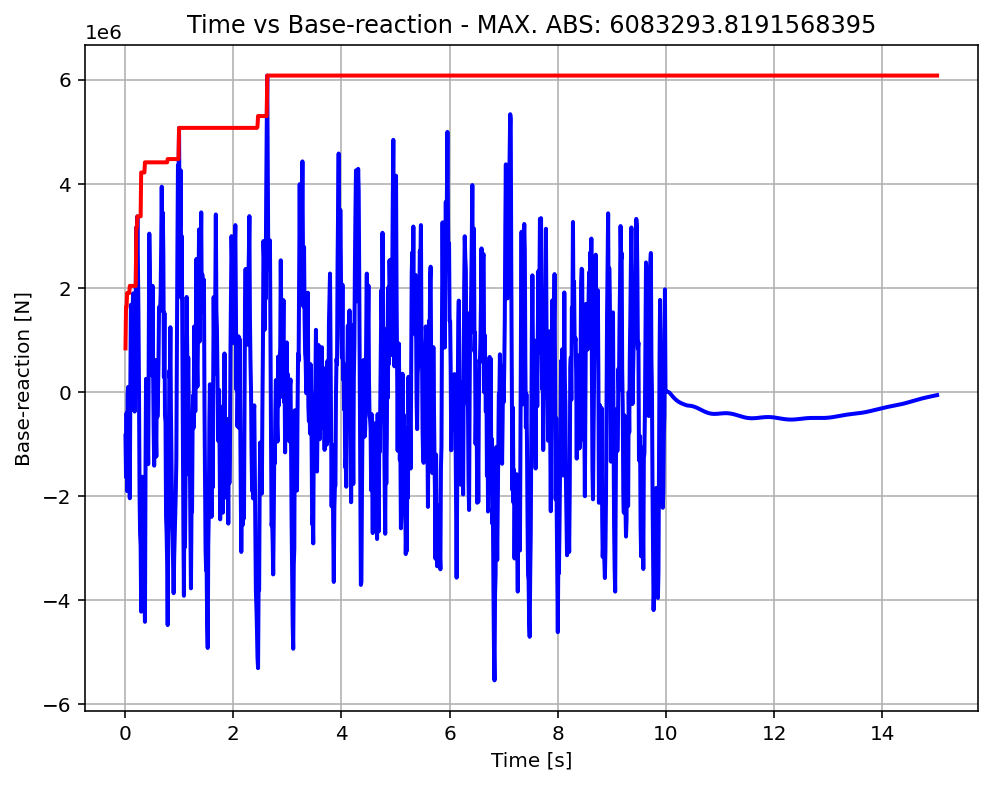 Time vs Base-reaction - MAX. ABS: 6083293.8191568395
1e6
6
4
2
0
−2
−4
−6
Base-reaction [N]
0 2 4 6 8 10 12 14
Time [s]